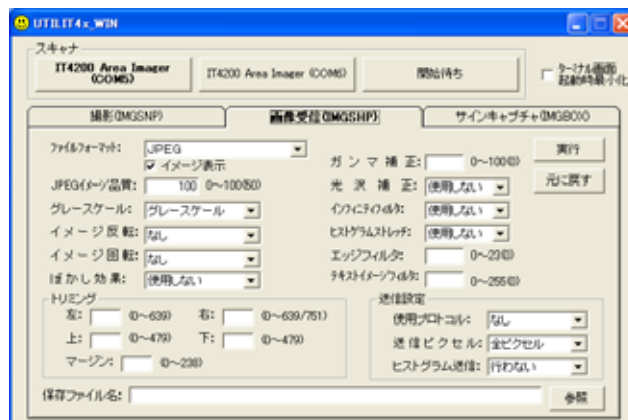 UTILIT4x_WIN
スキャナ
IT4200 Area Imager (COM5)
IT4200 Area Imager (COM6)
開始待ち
ターミナル画面
起動時最小化
撮影(IMGSNP)
画像受信(IMGSHP)
サインキャプチャ(IMGBOX)
ファイルフォーマット: JPEG
イメージ表示
JPEGイメージ品質: 100 0~100(50)
グレースケール: グレースケール
イメージ反転: なし
イメージ回転: なし
ぼかし効果: 使用しない
ガンマ補正: 0~100(0)
光沢補正: 使用しない
インフィニティフィルタ: 使用しない
ヒストグラムストレッチ: 使用しない
エッジフィルタ: 0~23(0)
テキストイメージフィルタ: 0~255(0)
実行
元に戻す
トリミング
左: (0~639) 右: (0~639/751)
上: (0~479) 下: (0~479)
マージン: (0~238)
送信設定
使用プロトコル: なし
送信ピクセル: 全ピクセル
ヒストグラム送信: 行わない
保存ファイル名: 参照